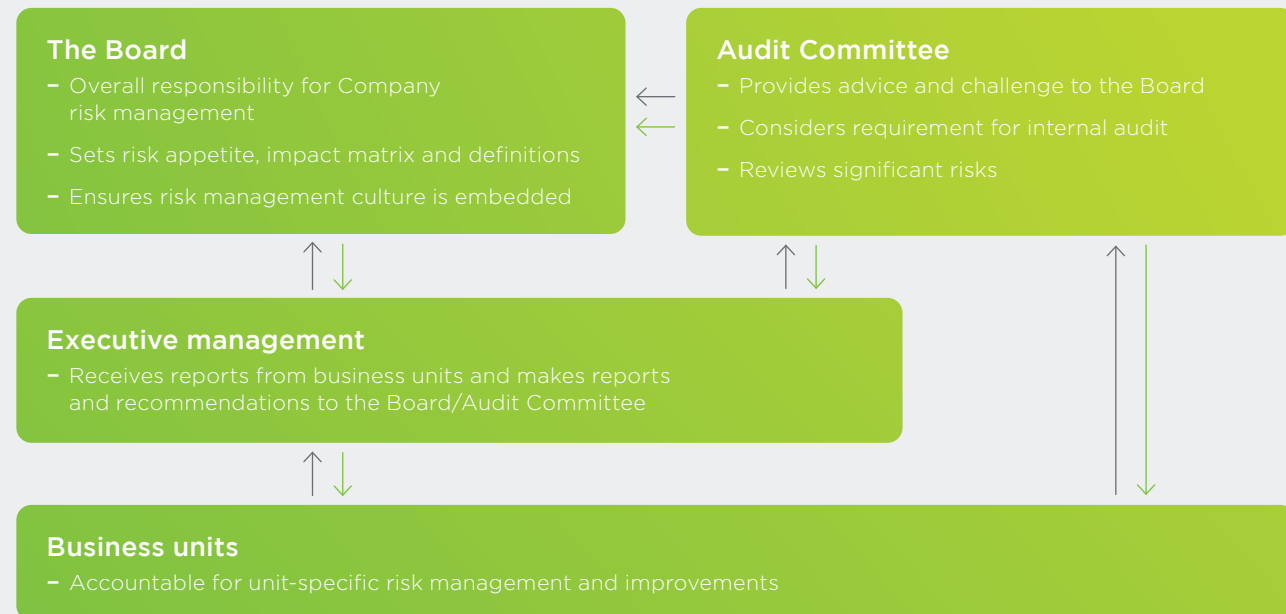 The Board
– Overall responsibility for Company
risk management
– Sets risk appetite, impact matrix and definitions
– Ensures risk management culture is embedded
Audit Committee
– Provides advice and challenge to the Board
– Considers requirement for internal audit
– Reviews significant risks
Executive management
– Receives reports from business units and makes reports
and recommendations to the Board/Audit Committee
Business units
– Accountable for unit-specific risk management and improvements